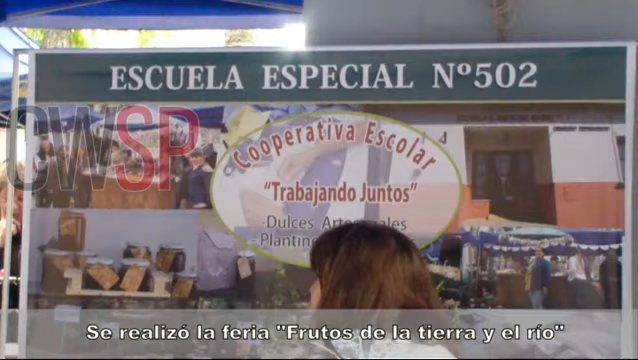 ESCUELA ESPECIAL Nº502
CWSP
Cooperativa Escolar
"Trabajando Juntos"
-Dulces
-Plantin
Se realizó la feria "Frutos de la tierra y el río"